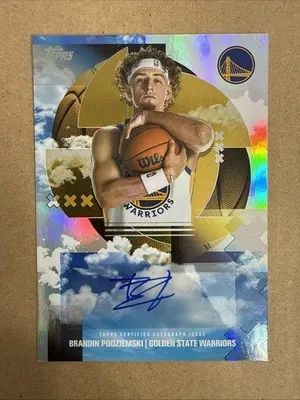 Topps
Wilson
WARRIORS
TOPPS CERTIFIED AUTOGRAPH ISSUE
BRANDIN PODZIEMSKI | GOLDEN STATE WARRIORS